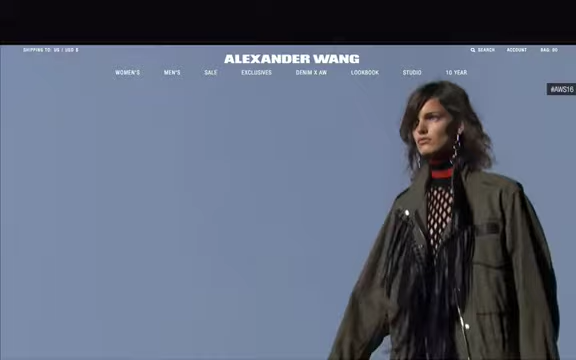 SHIPPING TO: US / USD $
SEARCH ACCOUNT BAG: 00
ALEXANDER WANG
WOMEN'S MEN'S SALE EXCLUSIVES DENIM X AW LOOKBOOK STUDIO 10 YEAR
#AWS16